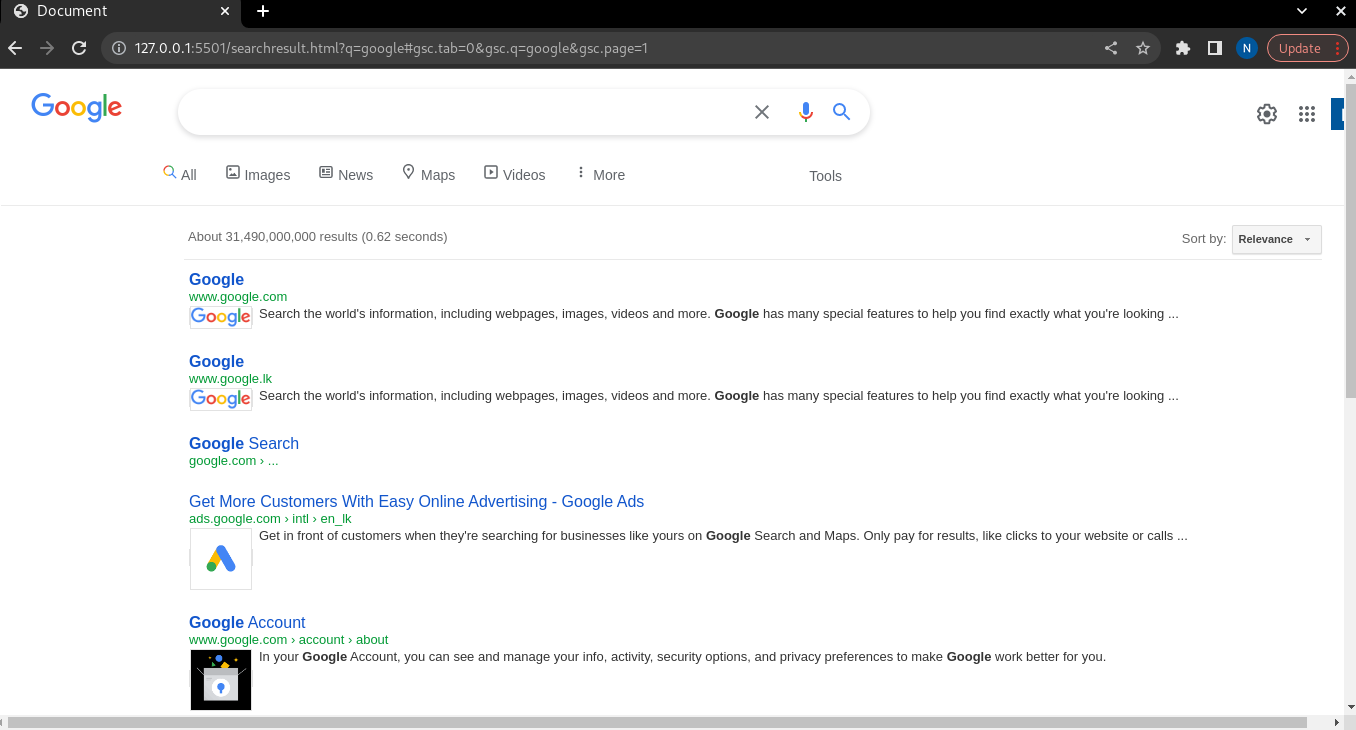 Document
127.0.0.1:5501/searchresult.html?q=google#gsc.tab=0&gsc.q=google&gsc.page=1
N
Update
Google
All Images News Maps Videos More Tools
About 31,490,000,000 results (0.62 seconds)
Sort by: Relevance
Google
www.google.com
Google
Search the world's information, including webpages, images, videos and more. Google has many special features to help you find exactly what you're looking ...
Google
www.google.lk
Google
Search the world's information, including webpages, images, videos and more. Google has many special features to help you find exactly what you're looking ...
Google Search
google.com › ...
Get More Customers With Easy Online Advertising - Google Ads
ads.google.com › intl › en_lk
Get in front of customers when they're searching for businesses like yours on Google Search and Maps. Only pay for results, like clicks to your website or calls ...
Google Account
www.google.com › account › about
In your Google Account, you can see and manage your info, activity, security options, and privacy preferences to make Google work better for you.